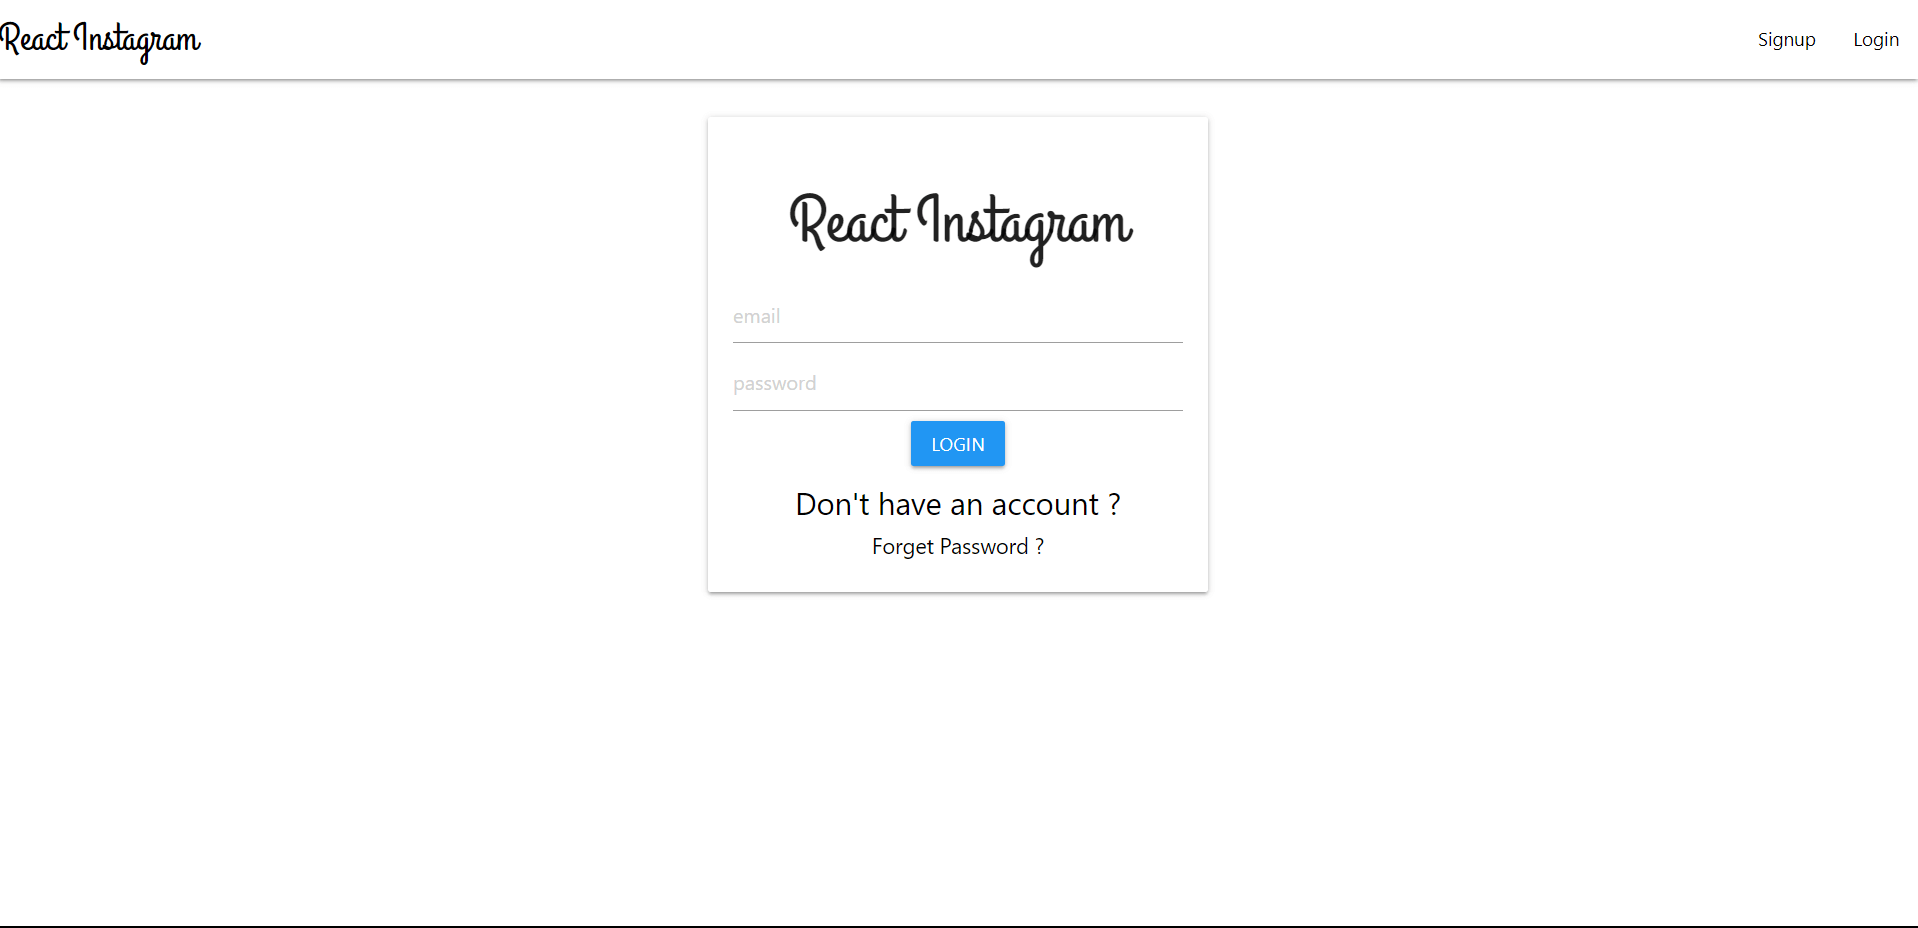 React Instagram
Signup
Login
React Instagram
email
password
LOGIN
Don't have an account ?
Forget Password ?